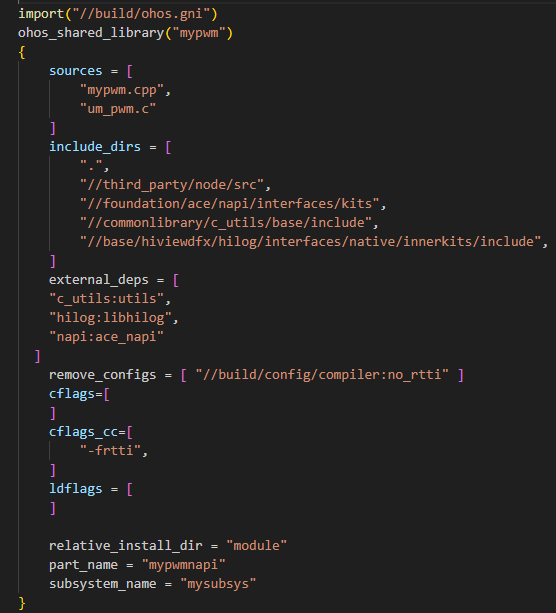 import("//build/ohos.gni")
ohos_shared_library("mypwm")
{
    sources = [
        "mypwm.cpp",
        "um_pwm.c"
    ]
    include_dirs = [
        ".",
        "//third_party/node/src",
        "//foundation/ace/napi/interfaces/kits",
        "//commonlibrary/c_utils/base/include",
        "//base/hiviewdfx/hilog/interfaces/native/innerkits/include",
    ]
    external_deps = [
    "c_utils:utils",
    "hilog:libhilog",
    "napi:ace_napi"
  ]
    remove_configs = [ "//build/config/compiler:no_rtti" ]
    cflags=[
    ]
    cflags_cc=[
        "-frtti",
    ]
    ldflags = [
    ]

    relative_install_dir = "module"
    part_name = "mypwmnapi"
    subsystem_name = "mysubsys"
}